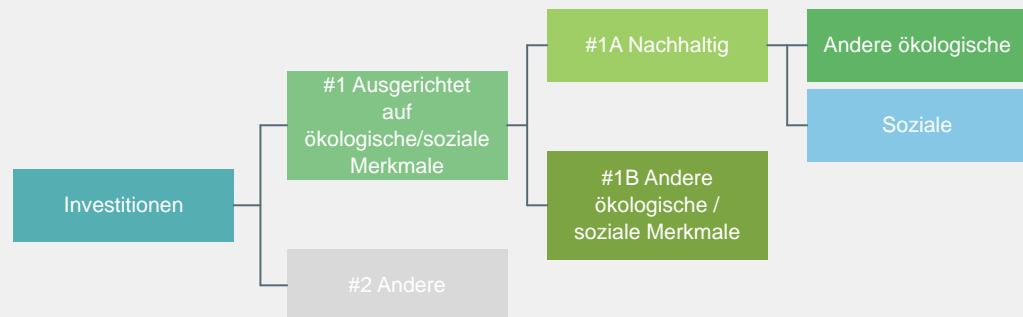 Investitionen
#1 Ausgerichtet
auf
ökologische/soziale
Merkmale
#2 Andere
#1A Nachhaltig
#1B Andere
ökologische /
soziale Merkmale
Andere ökologische
Soziale